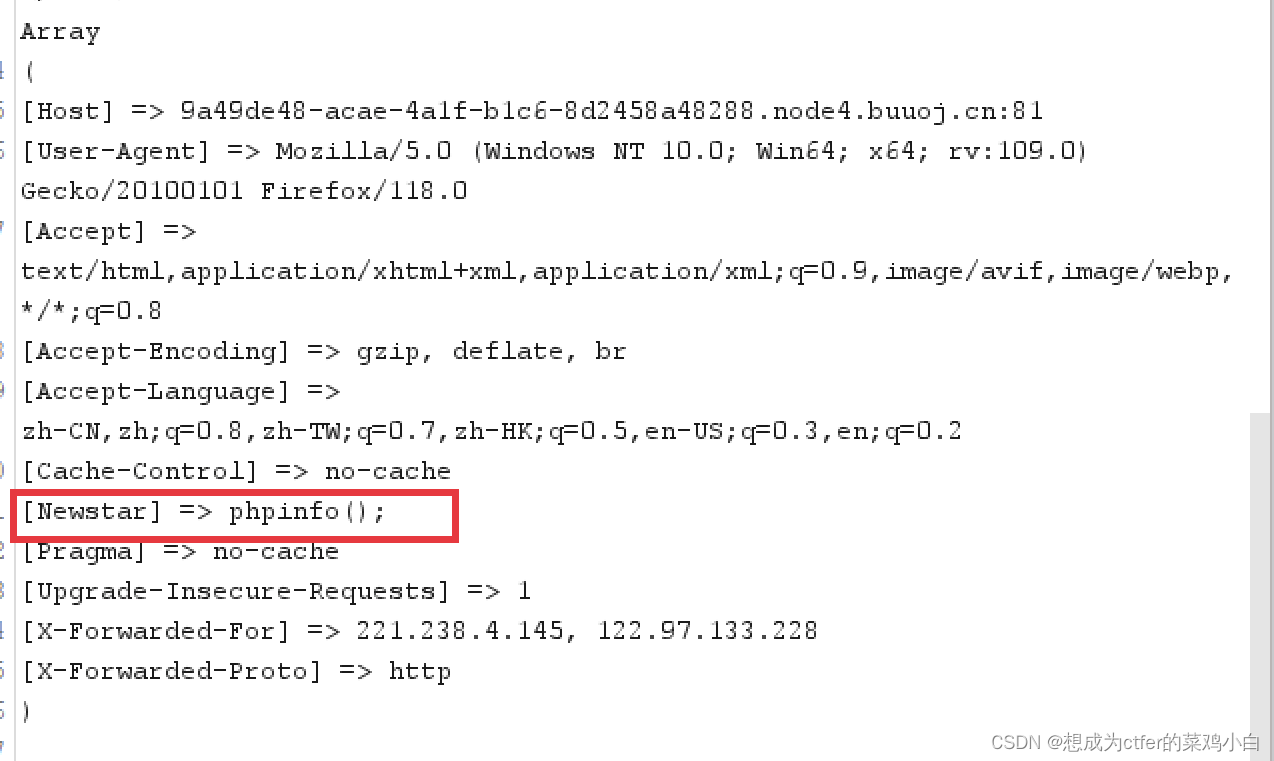 Array
(
[Host] => 9a49de48-acae-4a1f-b1c6-8d2458a48288.node4.buuoj.cn:81
[User-Agent] => Mozilla/5.0 (Windows NT 10.0; Win64; x64; rv:109.0)
Gecko/20100101 Firefox/118.0
[Accept] =>
text/html,application/xhtml+xml,application/xml;q=0.9,image/avif,image/webp,
*/*;q=0.8
[Accept-Encoding] => gzip, deflate, br
[Accept-Language] =>
zh-CN,zh;q=0.8,zh-TW;q=0.7,zh-HK;q=0.5,en-US;q=0.3,en;q=0.2
[Cache-Control] => no-cache
[Newstar] => phpinfo();
[Pragma] => no-cache
[Upgrade-Insecure-Requests] => 1
[X-Forwarded-For] => 221.238.4.145, 122.97.133.228
[X-Forwarded-Proto] => http
)
CSDN @想成为ctfer的菜鸡小白